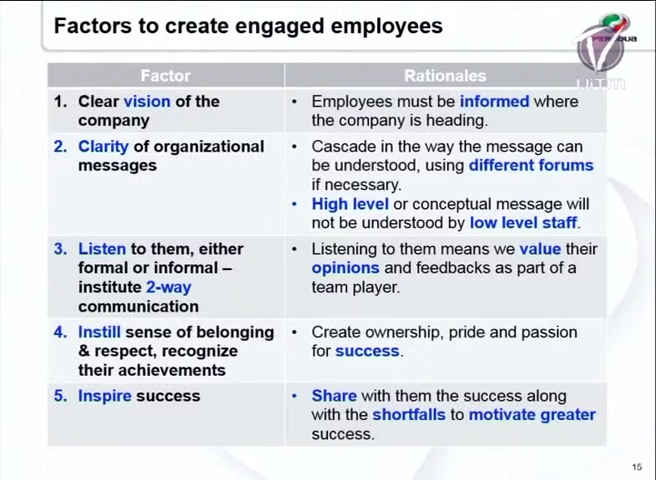 Factors to create engaged employees
PERODUA
UiTM
Factor
Rationales
1. Clear vision of the
company
• Employees must be informed where
the company is heading.
2. Clarity of organizational
messages
• Cascade in the way the message can
be understood, using different forums
if necessary.
• High level or conceptual message will
not be understood by low level staff.
3. Listen to them, either
formal or informal –
institute 2-way
communication
• Listening to them means we value their
opinions and feedbacks as part of a
team player.
4. Instill sense of belonging
& respect, recognize
their achievements
• Create ownership, pride and passion
for success.
5. Inspire success
• Share with them the success along
with the shortfalls to motivate greater
success.
15